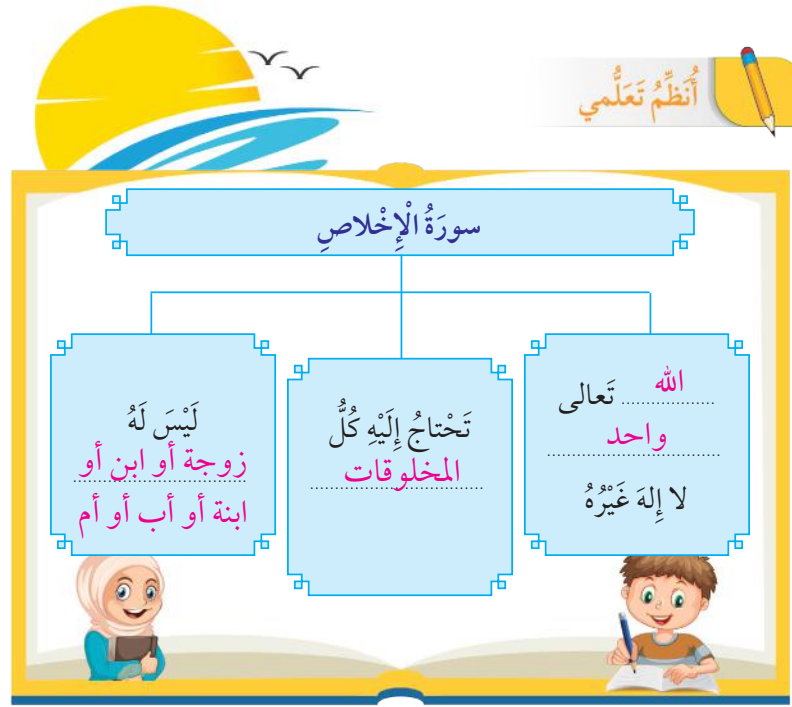 أُنَظِّمُ تَعَلُّمي
سورَةُ الْإِخْلاصِ
الله تَعالى
واحد
لا إِلهَ غَيْرُهُ
تَحْتاجُ إِلَيْهِ كُلُّ
المخلوقات
لَيْسَ لَهُ
زوجة أو ابن أو
ابنة أو أب أو أم